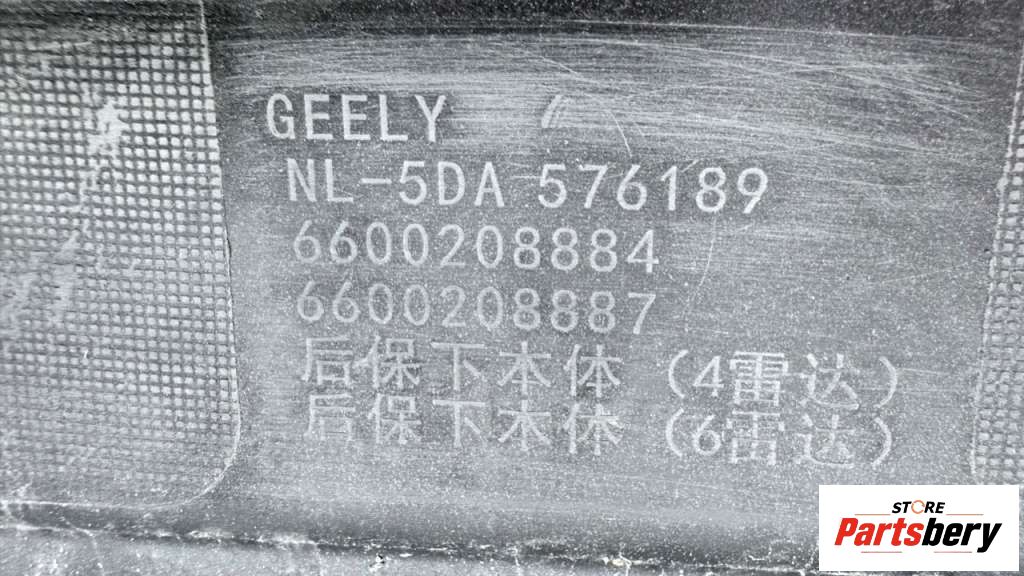 GEELY
NL-5DA 576189
6600208884
6600208887
后保下本体 (4雷达)
后保下本体 (6雷达)
STORE
Partsbery